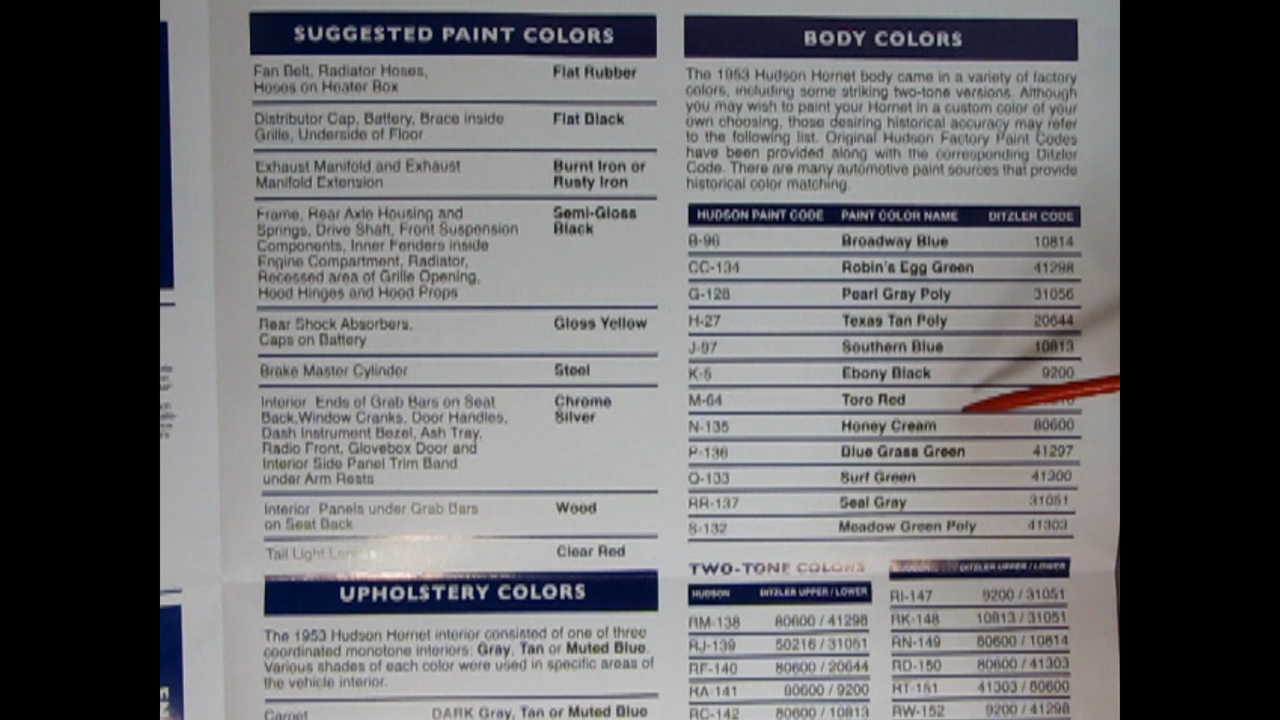 SUGGESTED PAINT COLORS
Fan Belt, Radiator Hoses,
Hoses on Heater Box
Flat Rubber
Distributor Cap, Battery, Brace inside
Grille, Underside of Floor
Flat Black
Exhaust Manifold and Exhaust
Manifold Extension
Burnt Iron or
Rusty Iron
Frame, Rear Axle Housing and
Springs, Drive Shaft, Front Suspension
Components, Inner Fenders inside
Engine Compartment, Radiator,
Recessed area of Grille Opening,
Hood Hinges and Hood Props
Semi-Gloss
Black
Rear Shock Absorbers,
Caps on Battery
Gloss Yellow
Brake Master Cylinder
Steel
Interior Ends of Grab Bars on Seat
Back, Window Cranks, Door Handles,
Dash Instrument Bezel, Ash Tray,
Radio Front, Glovebox Door and
Interior Side Panel Trim Band
under Arm Rests
Chrome
Silver
Interior Panels under Grab Bars
on Seat Back
Wood
Tail Light
Clear Red
UPHOLSTERY COLORS
The 1953 Hudson Hornet interior consisted of one of three
coordinated monotone interiors: Gray, Tan or Muted Blue.
Various shades of each color were used in specific areas of
the vehicle interior.
Carpet DARK Gray, Tan or Muted Blue
BODY COLORS
The 1953 Hudson Hornet body came in a variety of factory
colors, including some striking two-tone versions. Although
you may wish to paint your Hornet in a custom color of your
own choosing, those desiring historical accuracy may refer
to the following list. Original Hudson Factory Paint Codes
have been provided along with the corresponding Ditzler
Code. There are many automotive paint sources that provide
historical color matching.
HUDSON PAINT CODE PAINT COLOR NAME DITZLER CODE
B-96 Broadway Blue 10814
CC-134 Robin's Egg Green 41298
G-128 Pearl Gray Poly 31056
H-27 Texas Tan Poly 20644
J-97 Southern Blue 10813
K-5 Ebony Black 9200
M-64 Toro Red
N-135 Honey Cream 80600
P-136 Blue Grass Green 41297
Q-133 Surf Green 41300
RR-137 Seal Gray 31051
S-132 Meadow Green Poly 41303
TWO-TONE COLORS
HUDSON DITZLER UPPER / LOWER
RM-138 80600 / 41298
RJ-139 50216 / 31051
RF-140 80600 / 20644
RA-141 80600 / 9200
RC-142 80600 / 10813
HUDSON DITZLER UPPER / LOWER
RI-147 9200 / 31051
RK-148 10813 / 31051
RN-149 80600 / 10814
RD-150 80600 / 41303
RT-151 41303 / 80600
RW-152 9200 / 41298